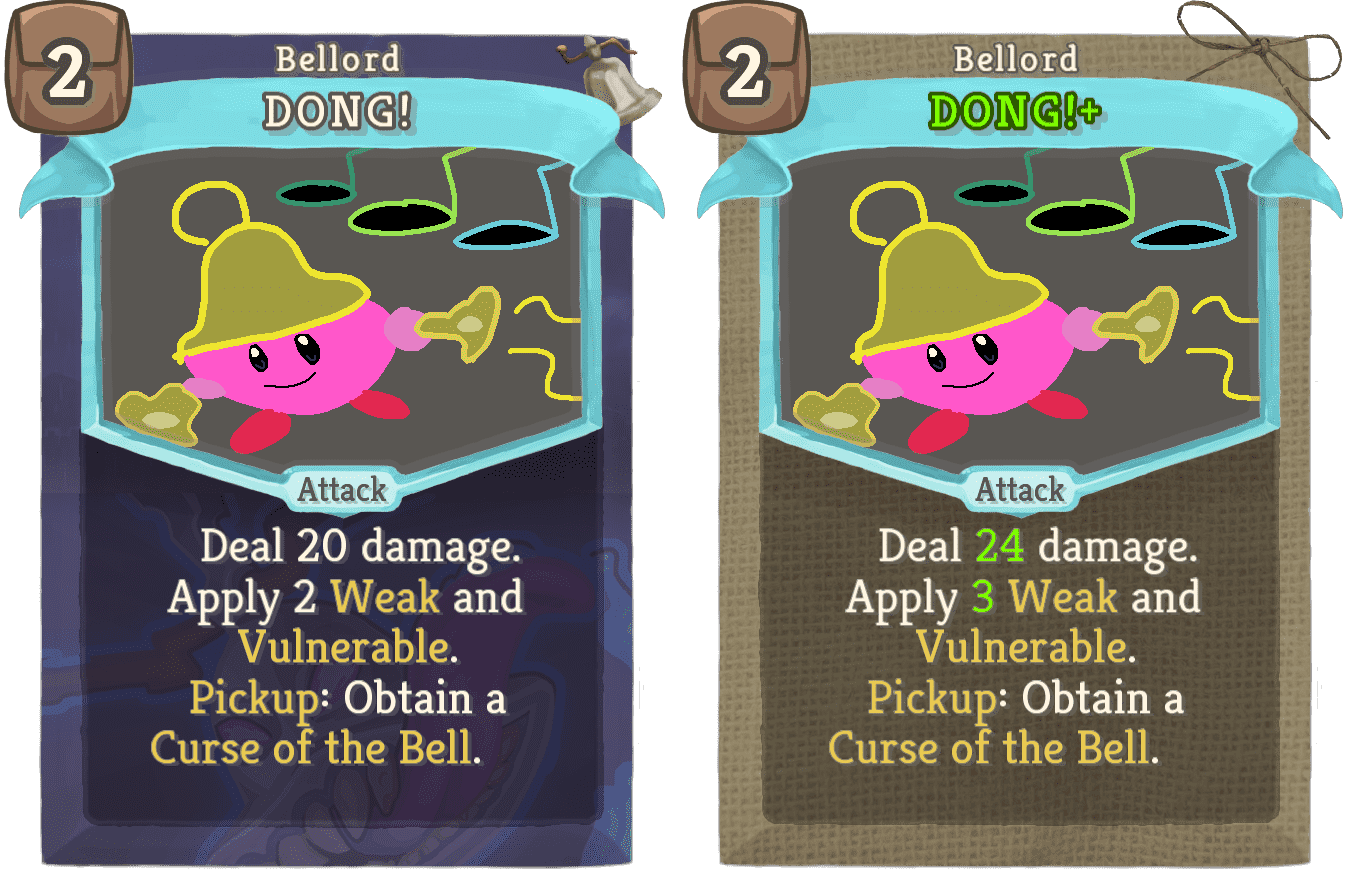 2
Bellord
DONG!
Attack
Deal 20 damage.
Apply 2 Weak and
Vulnerable.
Pickup: Obtain a
Curse of the Bell.
2
Bellord
DONG!+
Attack
Deal 24 damage.
Apply 3 Weak and
Vulnerable.
Pickup: Obtain a
Curse of the Bell.